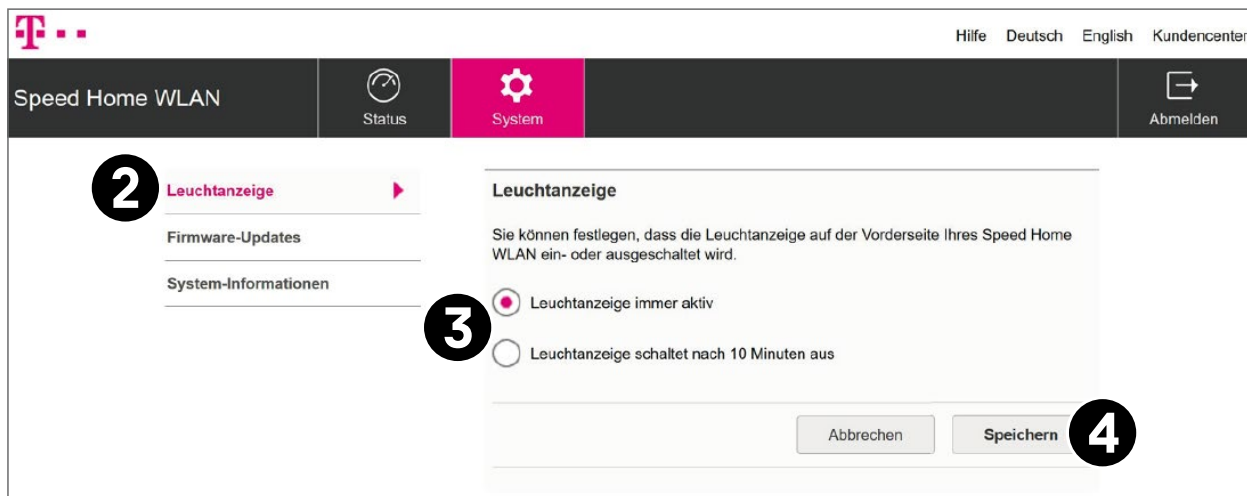 T
Hilfe Deutsch English Kundencenter
Speed Home WLAN
Status
System
Abmelden
2
Leuchtanzeige
Firmware-Updates
System-Informationen
Leuchtanzeige
Sie können festlegen, dass die Leuchtanzeige auf der Vorderseite Ihres Speed Home
WLAN ein- oder ausgeschaltet wird.
3
Leuchtanzeige immer aktiv
Leuchtanzeige schaltet nach 10 Minuten aus
Abbrechen
Speichern
4